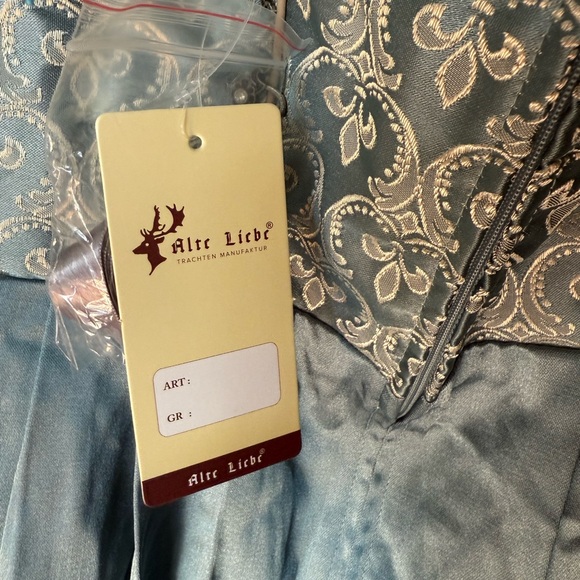 Alte Liebe®
TRACHTEN MANUFAKTUR
ART :
GR :
Alte Liebe®